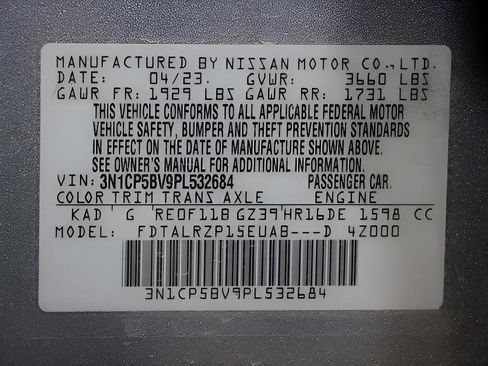 MANUFACTURED BY NISSAN MOTOR CO., LTD.
DATE: 04/23. GVWR: 3660 LBS
GAWR FR: 1929 LBS GAWR RR: 1731 LBS
THIS VEHICLE CONFORMS TO ALL APPLICABLE FEDERAL MOTOR
VEHICLE SAFETY, BUMPER AND THEFT PREVENTION STANDARDS
IN EFFECT ON THE DATE OF MANUFACTURE SHOWN ABOVE.
SEE OWNER'S MANUAL FOR ADDITIONAL INFORMATION.
VIN: 3N1CP5BV9PL532684 PASSENGER CAR.
COLOR TRIM TRANS AXLE ENGINE
KAD G RE0F11B GZ39 HR16DE 1598 CC
MODEL: FDTALRZP15EUAB---D 4Z000
3N1CP5BV9PL532684